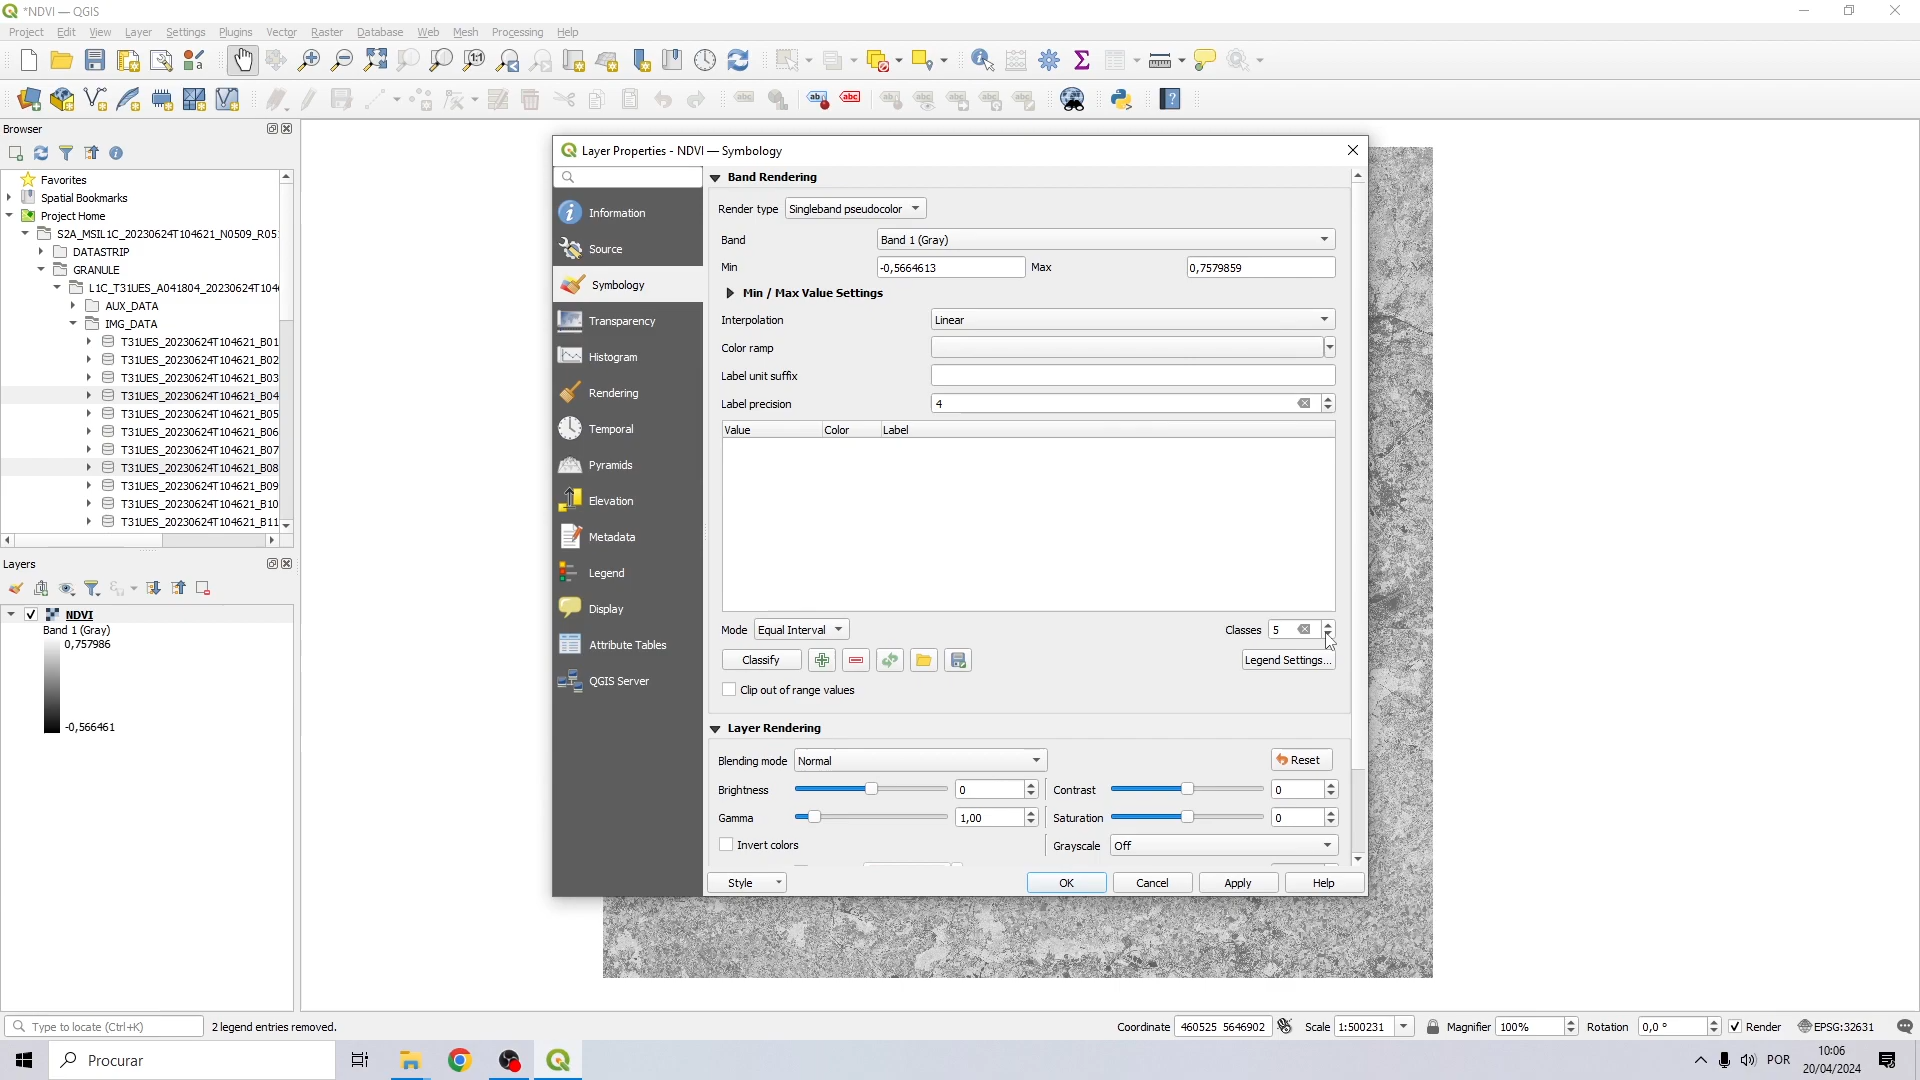 *NDVI — QGIS
Project Edit View Layer Settings Plugins Vector Raster Database Web Mesh Processing Help
Browser
Favorites
Spatial Bookmarks
Project Home
S2A_MSIL1C_20230624T104621_N0509_R05
DATASTRIP
GRANULE
L1C_T31UES_A041804_20230624T104
AUX_DATA
IMG_DATA
T31UES_20230624T104621_B01
T31UES_20230624T104621_B02
T31UES_20230624T104621_B03
T31UES_20230624T104621_B04
T31UES_20230624T104621_B05
T31UES_20230624T104621_B06
T31UES_20230624T104621_B07
T31UES_20230624T104621_B08
T31UES_20230624T104621_B09
T31UES_20230624T104621_B10
T31UES_20230624T104621_B11
Layers
NDVI
Band 1 (Gray)
0,757986
-0,566461
Layer Properties - NDVI — Symbology
Information
Source
Symbology
Transparency
Histogram
Rendering
Temporal
Pyramids
Elevation
Metadata
Legend
Display
Attribute Tables
QGIS Server
Band Rendering
Render type Singleband pseudocolor
Band Band 1 (Gray)
Min -0,5664613 Max 0,7579859
Min / Max Value Settings
Interpolation Linear
Color ramp
Label unit suffix
Label precision 4
Value Color Label
Mode Equal Interval Classes 5
Classify Legend Settings...
Clip out of range values
Layer Rendering
Blending mode Normal Reset
Brightness 0 Contrast 0
Gamma 1,00 Saturation 0
Invert colors Grayscale Off
Style OK Cancel Apply Help
Type to locate (Ctrl+K) 2 legend entries removed. Coordinate 460525 5646902 Scale 1:500231 Magnifier 100% Rotation 0,0 ° Render EPSG:32631
Procurar POR 10:06
20/04/2024